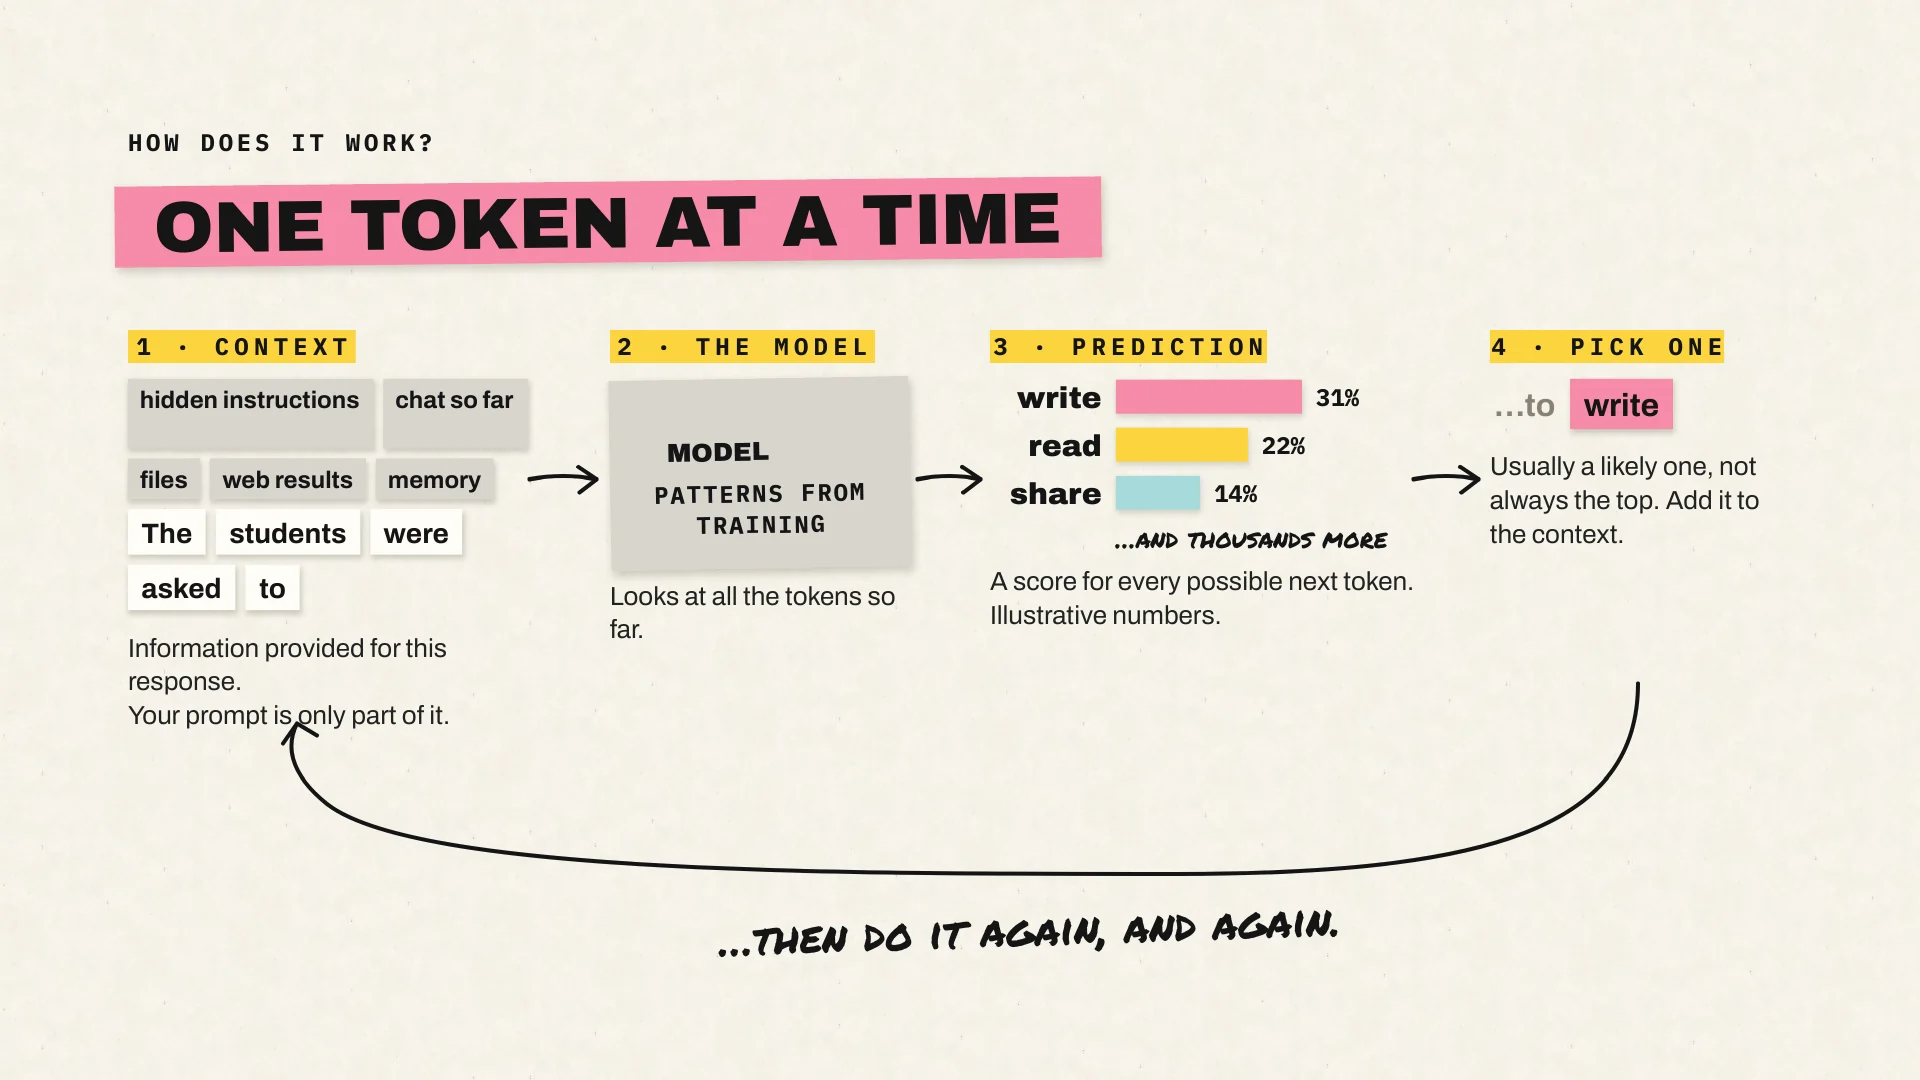 HOW DOES IT WORK?
ONE TOKEN AT A TIME
1 · CONTEXT
hidden instructions
chat so far
files
web results
memory
The students were
asked to
Information provided for this
response.
Your prompt is only part of it.
2 · THE MODEL
MODEL
PATTERNS FROM
TRAINING
Looks at all the tokens so
far.
3 · PREDICTION
write 31%
read 22%
share 14%
...AND THOUSANDS MORE
A score for every possible next token.
Illustrative numbers.
4 · PICK ONE
...to write
Usually a likely one, not
always the top. Add it to
the context.
...THEN DO IT AGAIN, AND AGAIN.